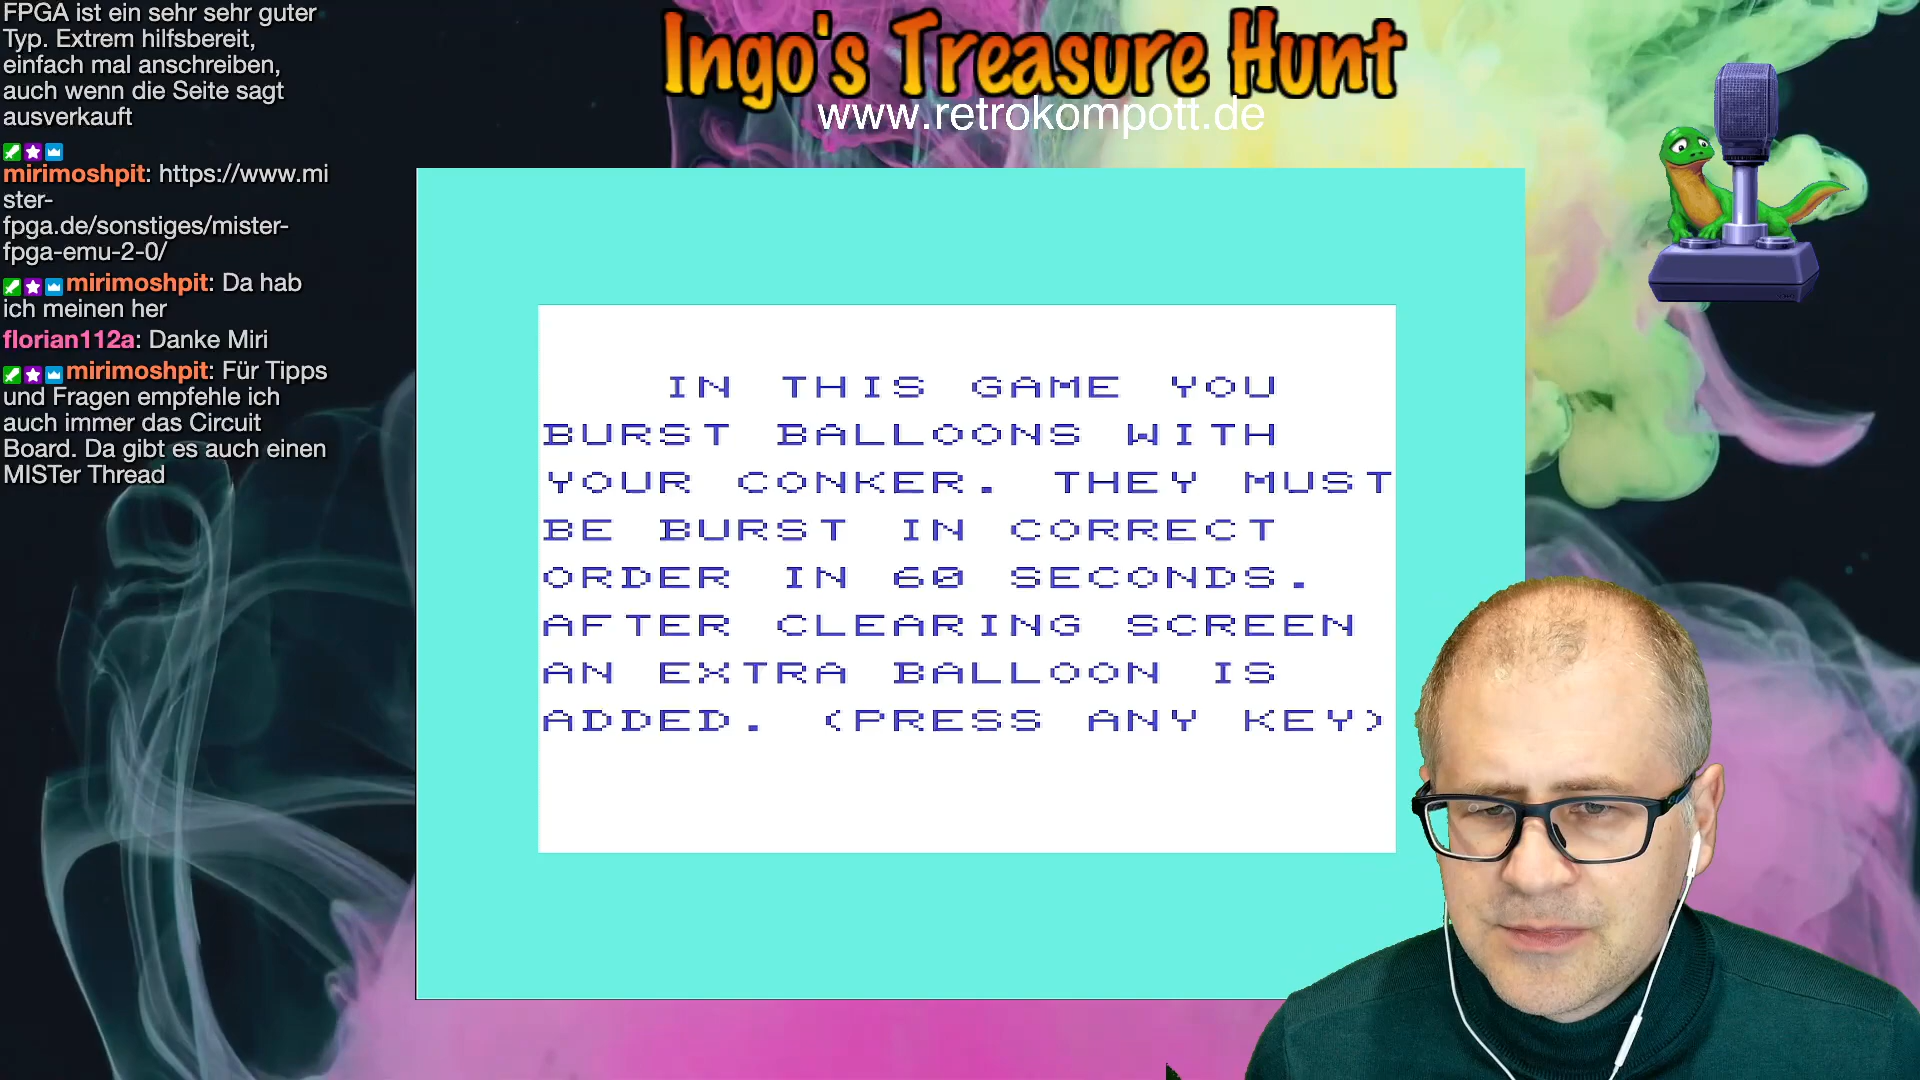 FPGA ist ein sehr sehr guter
Typ. Extrem hilfsbereit,
einfach mal anschreiben,
auch wenn die Seite sagt
ausverkauft
mirimoshpit: https://www.mi
ster-
fpga.de/sonstiges/mister-
fpga-emu-2-0/
mirimoshpit: Da hab
ich meinen her
florian112a: Danke Miri
mirimoshpit: Für Tipps
und Fragen empfehle ich
auch immer das Circuit
Board. Da gibt es auch einen
MISTer Thread
Ingo's Treasure Hunt
www.retrokompott.de
IN THIS GAME YOU
BURST BALLOONS WITH
YOUR CONKER. THEY MUST
BE BURST IN CORRECT
ORDER IN 60 SECONDS.
AFTER CLEARING SCREEN
AN EXTRA BALLOON IS
ADDED. (PRESS ANY KEY)